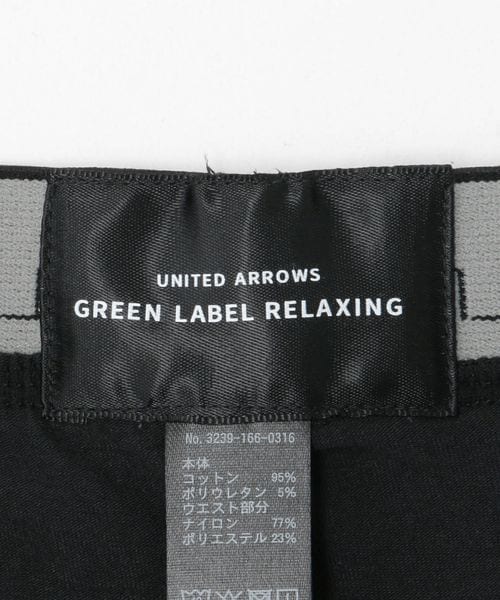 UNITED ARROWS
GREEN LABEL RELAXING
No. 3239-166-0316
本体
コットン 95%
ポリウレタン 5%
ウエスト部分
ナイロン 77%
ポリエステル 23%